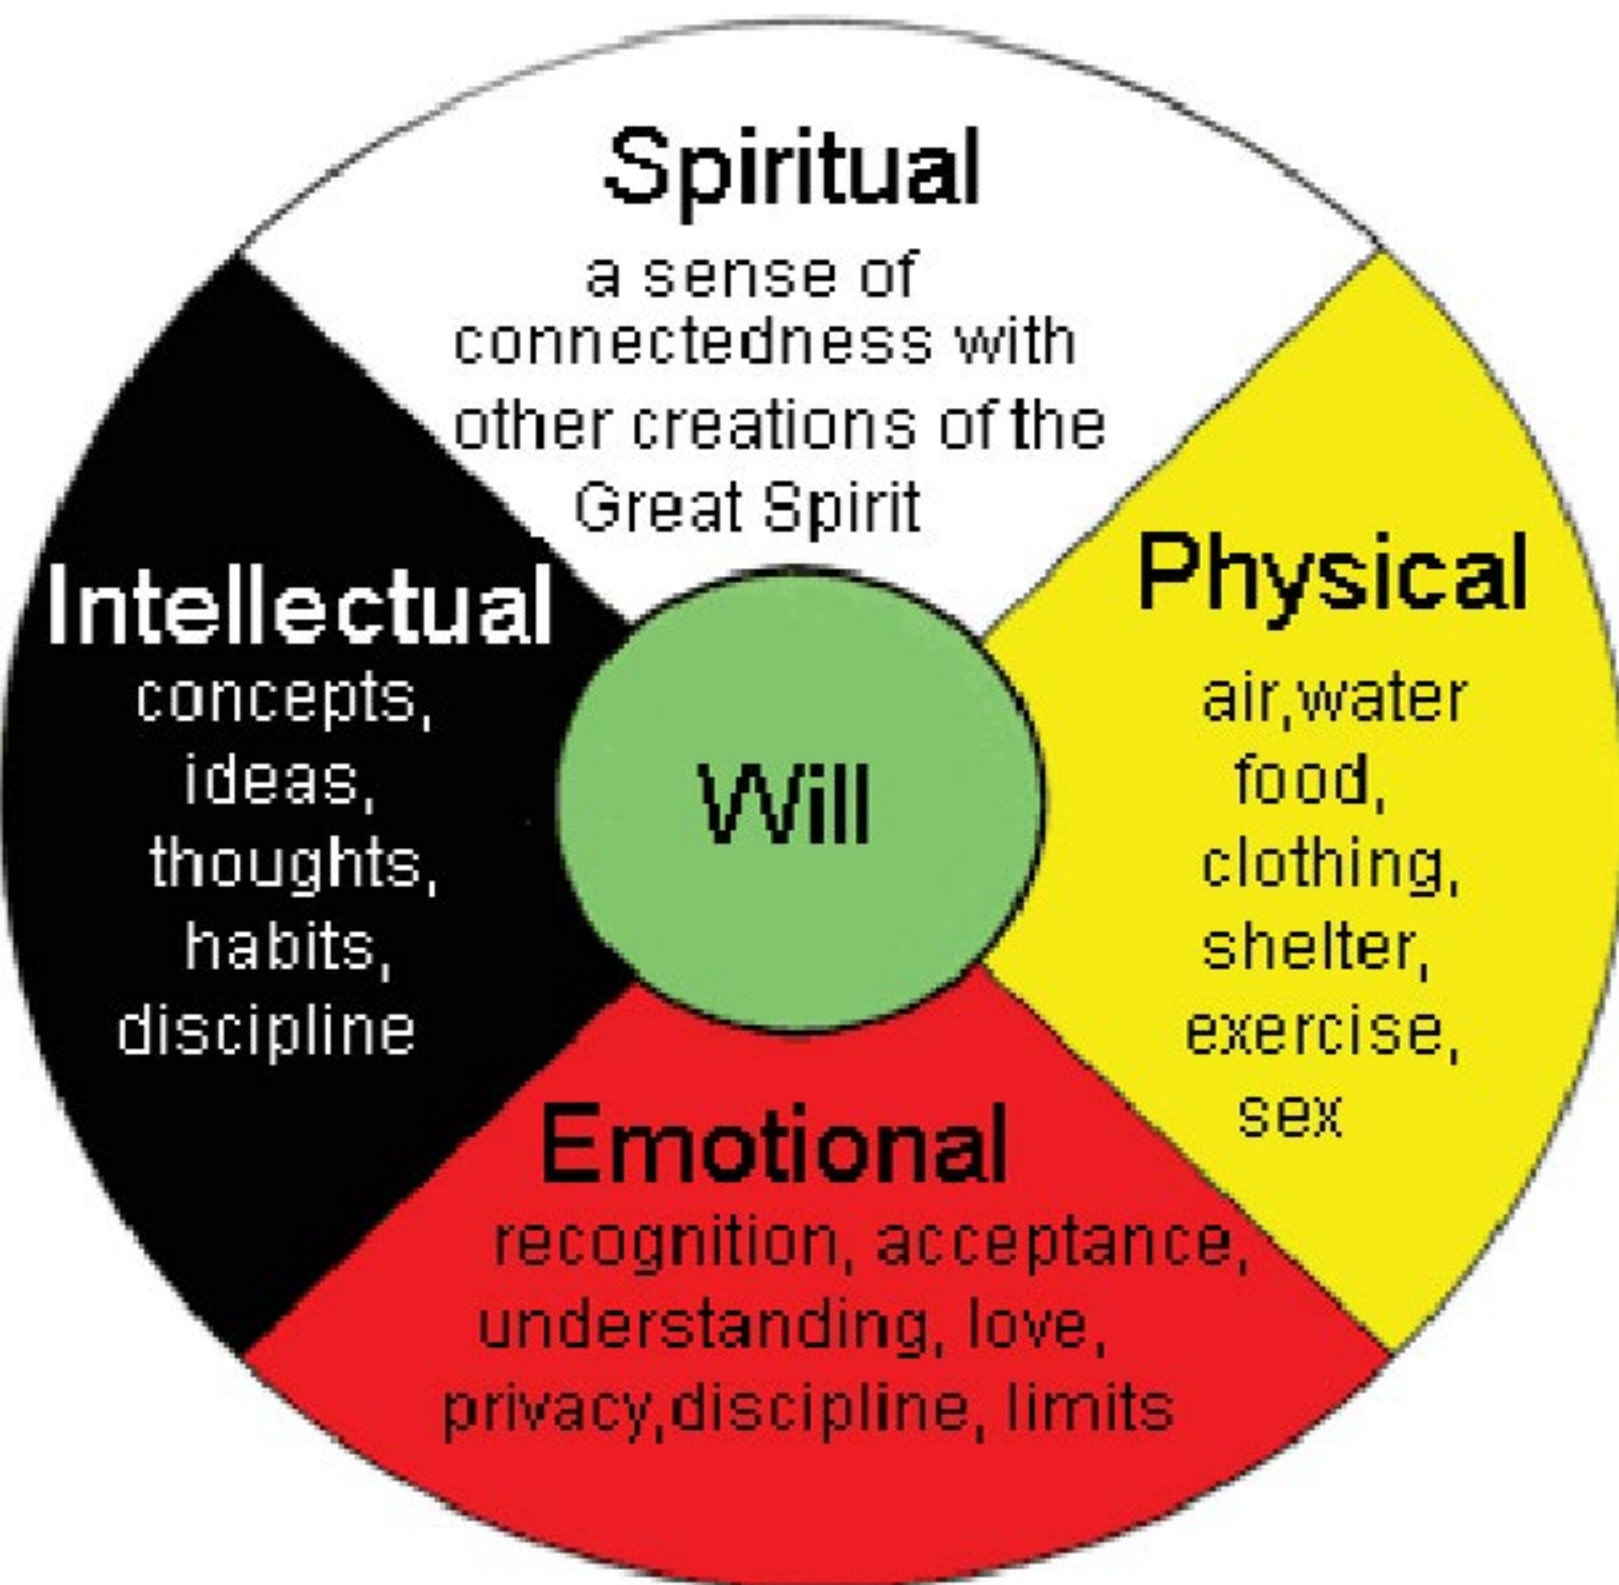 Spiritual
a sense of
connectedness with
other creations of the
Great Spirit
Intellectual
concepts,
ideas,
thoughts,
habits,
discipline
Will
Physical
air,water
food,
clothing,
shelter,
exercise,
sex
Emotional
recognition, acceptance,
understanding, love,
privacy,discipline, limits